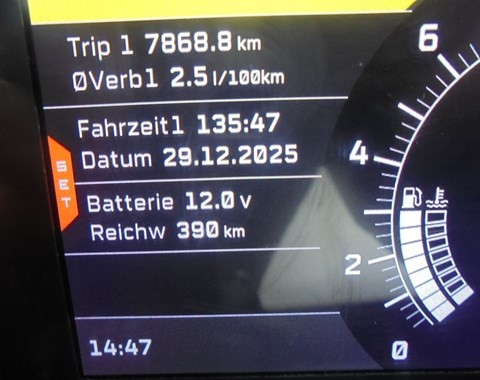 Trip 1 7868.8 km
ØVerb1 2.5 l/100km
Fahrzeit1 135:47
Datum 29.12.2025
SET
Batterie 12.0 V
Reichw 390 km
14:47
6
4
2
0